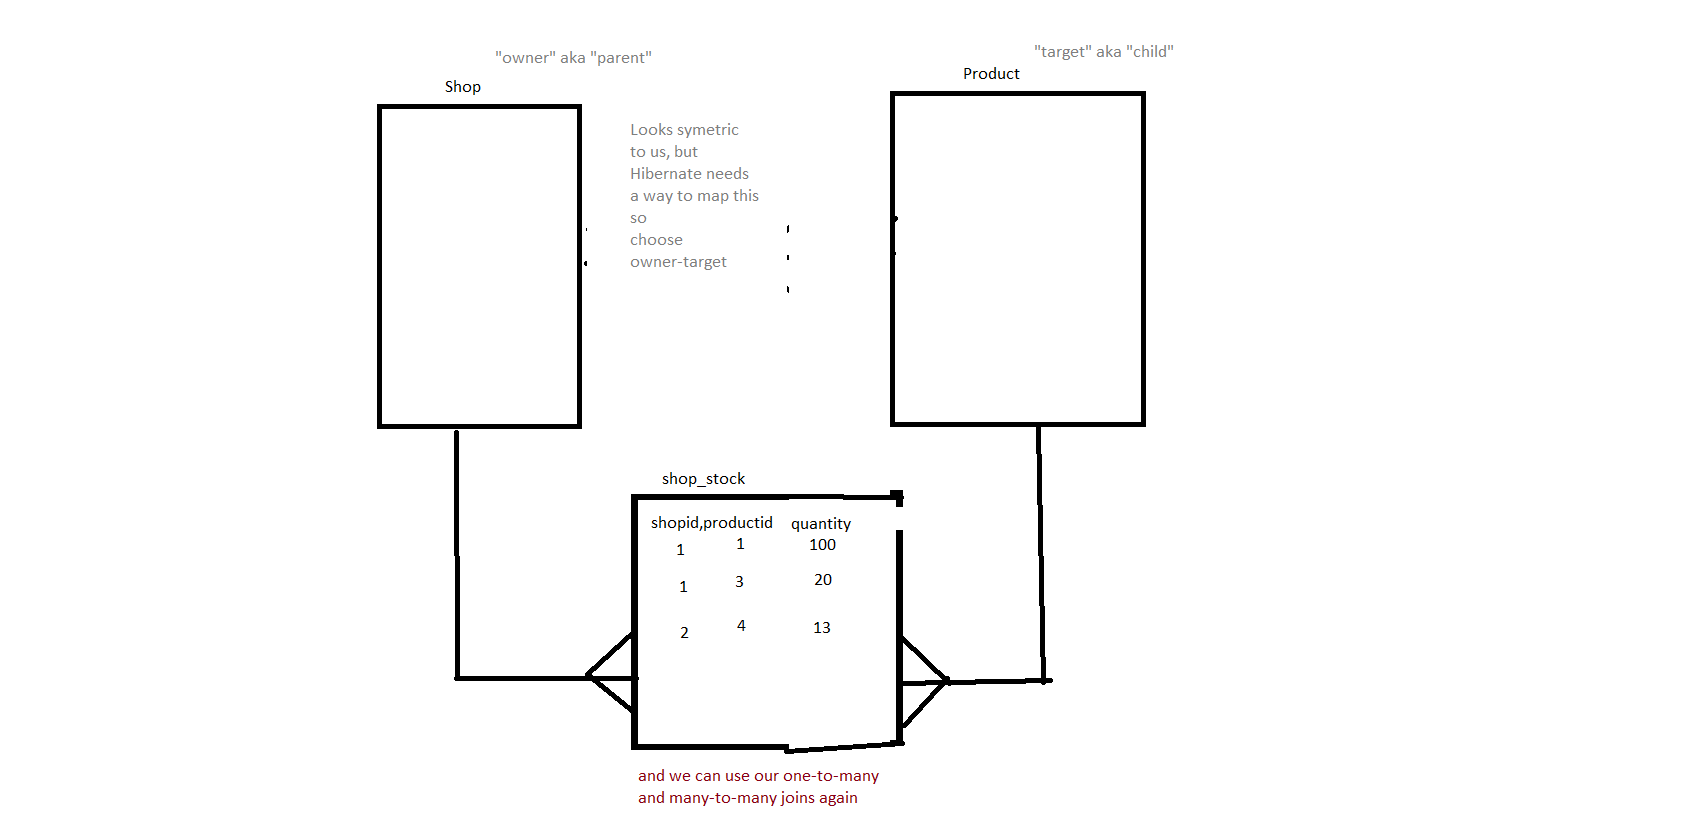 "owner" aka "parent"
"target" aka "child"
Shop
Product
Looks symetric
to us, but
Hibernate needs
a way to map this
so
choose
owner-target
shop_stock
shopid,productid quantity
1 1 100
1 3 20
2 4 13
and we can use our one-to-many
and many-to-many joins again